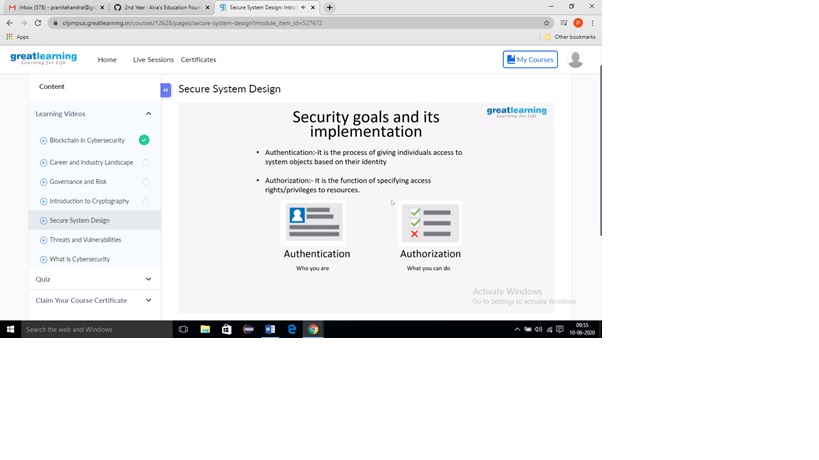 Inbox (578) - pranitahandral@g
2nd Year - Alva's Education Foun
Secure System Design: Introd
olympus.greatlearning.in/courses/12628/pages/secure-system-design?module_item_id=527672
P
Apps
Other bookmarks
greatlearning
Learning for Life
Home
Live Sessions
Certificates
My Courses
Content
Secure System Design
Learning Videos
Blockchain in Cybersecurity
Career and Industry Landscape
Governance and Risk
Introduction to Cryptography
Secure System Design
Threats and Vulnerabilities
What Is Cybersecurity
Quiz
Claim Your Course Certificate
greatlearning
Learning for Life
Security goals and its
implementation
• Authentication:-It is the process of giving individuals access to
system objects based on their identity
• Authorization:- It is the function of specifying access
rights/privileges to resources.
Authentication
Authorization
Who you are
What you can do
Activate Windows
Go to Settings to activate Windows.
Search the web and Windows
09:55
10-06-2020